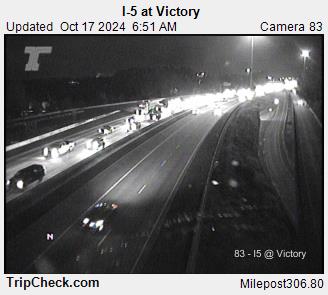 I-5 at Victory
Updated Oct 17 2024 6:51 AM Camera 83
T
N
83 - I5 @ Victory
TripCheck.com Milepost306.80